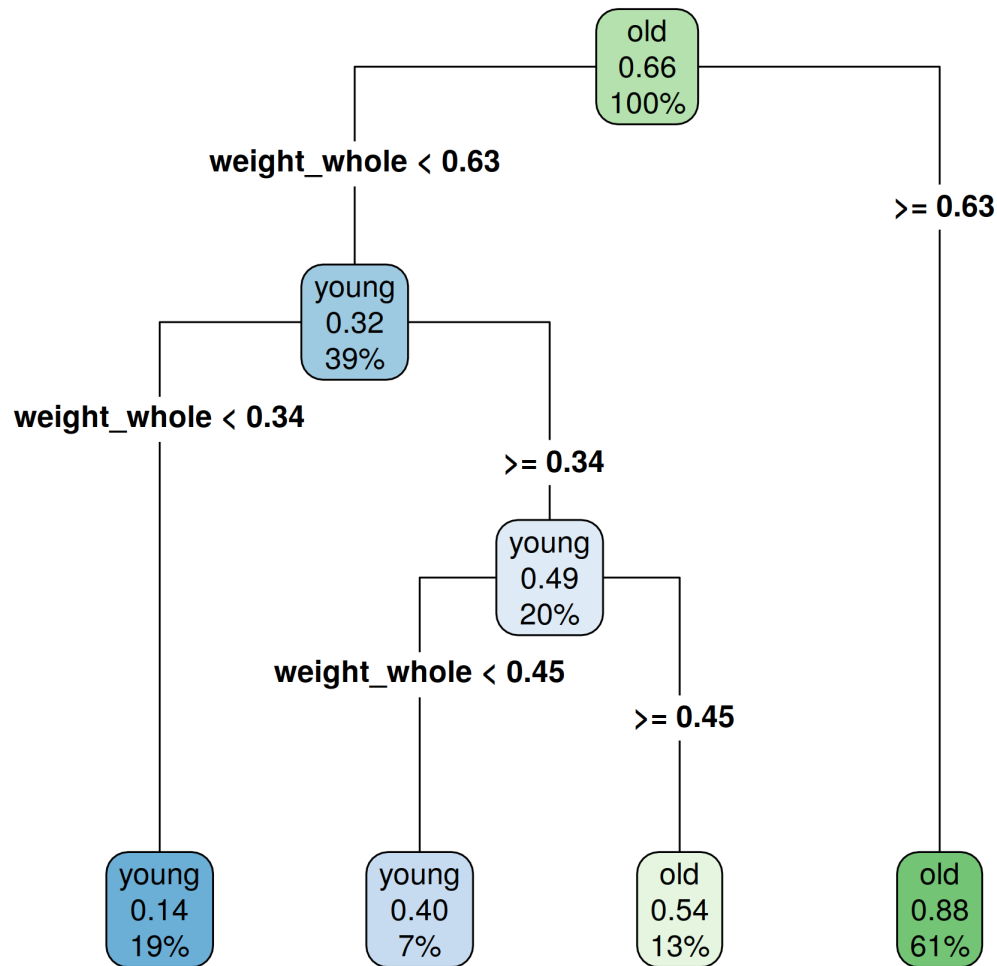 old
0.66
100%
weight_whole < 0.63
>= 0.63
young
0.32
39%
weight_whole < 0.34
>= 0.34
young
0.49
20%
weight_whole < 0.45
>= 0.45
young
0.14
19%
young
0.40
7%
old
0.54
13%
old
0.88
61%